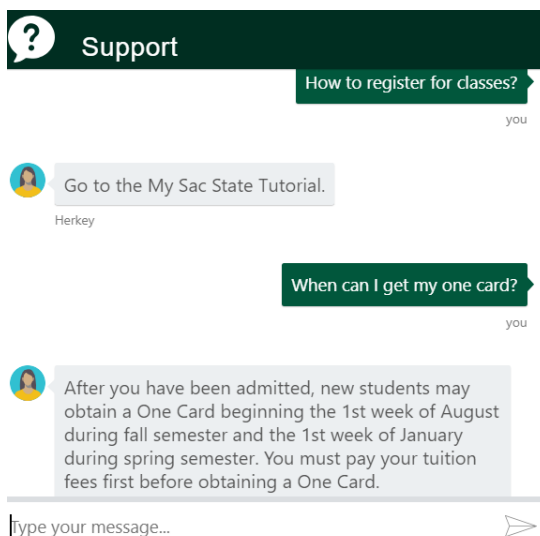 ? Support
How to register for classes?
you
Go to the My Sac State Tutorial.
Herkey
When can I get my one card?
you
After you have been admitted, new students may
obtain a One Card beginning the 1st week of August
during fall semester and the 1st week of January
during spring semester. You must pay your tuition
fees first before obtaining a One Card.
Type your message...